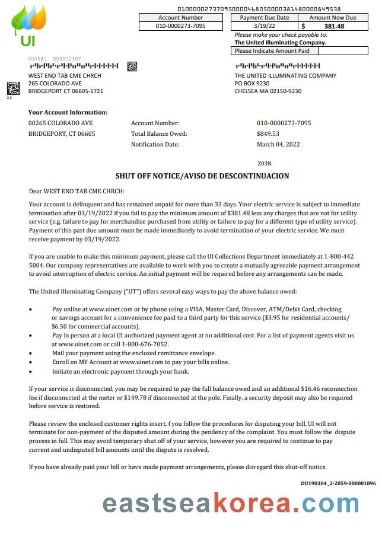 0100000273709500000468050000381480000849538
Account Number
010-0000273-7095
Payment Due Date
3/19/22
Amount Now Due
$ 381.48
Please make your check payable to:
The United Illuminating Company.
Please Indicate Amount Paid
UI
WEST END TAB CME CHRCH
265 COLORADO AVE
BRIDGEPORT CT 06605-1721
THE UNITED ILLUMINATING COMPANY
PO BOX 9230
CHELSEA MA 02150-9230
Your Account Information:
00265 COLORADO AVE
BRIDGEPORT, CT 06605
Account Number: 010-0000273-7095
Total Balance Owed: $849.53
Notification Date: March 04, 2022
Z03N
SHUT OFF NOTICE/AVISO DE DESCONTINUACION
Dear WEST END TAB CME CHRCH:
Your account is delinquent and has remained unpaid for more than 33 days. Your electric service is subject to immediate
termination after 03/19/2022 if you fail to pay the minimum amount of $381.48 less any charges that are not for utility
service (e.g. failure to pay for merchandise purchased from utility or failure to pay for a different type of utility service).
Payment of this past due amount must be made immediately to avoid termination of your electric service. We must
receive payment by 03/19/2022.
If you are unable to make this minimum payment, please call the UI Collections Department immediately at 1-800-442
5004. Our company representatives are available to work with you to create a mutually agreeable payment arrangement
to avoid interruption of electric service. An initial payment will be required before any arrangements can be made.
The United Illuminating Company ("UI") offers several easy ways to pay the above balance owed:
• Pay online at www.uinet.com or by phone using a VISA, Master Card, Discover, ATM/Debit Card, checking
or savings account for a convenience fee paid to a third party for this service ($3.95 for residential accounts/
$6.50 for commercial accounts).
• Pay in person at a local UI authorized payment agent at no additional cost. For a list of payment agents visit us
at www.uinet.com or call 1-800-676-7052.
• Mail your payment using the enclosed remittance envelope.
• Enroll on MY Account at www.uinet.com to pay your bills online.
• Initiate an electronic payment through your bank.
If your service is disconnected, you may be required to pay the full balance owed and an additional $16.46 reconnection
fee if disconnected at the meter or $149.78 if disconnected at the pole. Finally, a security deposit may also be required
before service is restored.
Please review the enclosed customer rights insert. f you follow the procedures for disputing your bill, UI will not
terminate for non-payment of the disputed amount during the pendency of the complaint. You must follow the dispute
process in full. This may avoid temporary shut off of your service, however you are required to continue to pay
current and undisputed bill amounts until the dispute is resolved.
If you have already paid your bill or have made payment arrangements, please disregard this shut-off notice.
eastseakorea.com